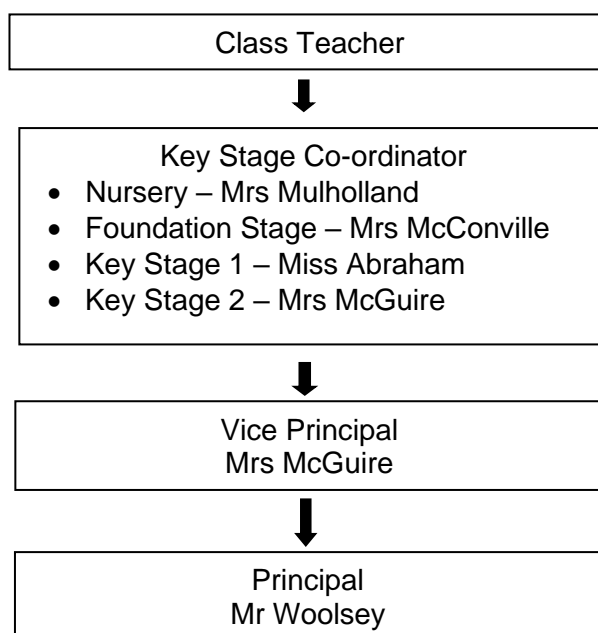 Class Teacher
Key Stage Co-ordinator
• Nursery – Mrs Mulholland
• Foundation Stage – Mrs McConville
• Key Stage 1 – Miss Abraham
• Key Stage 2 – Mrs McGuire
Vice Principal
Mrs McGuire
Principal
Mr Woolsey